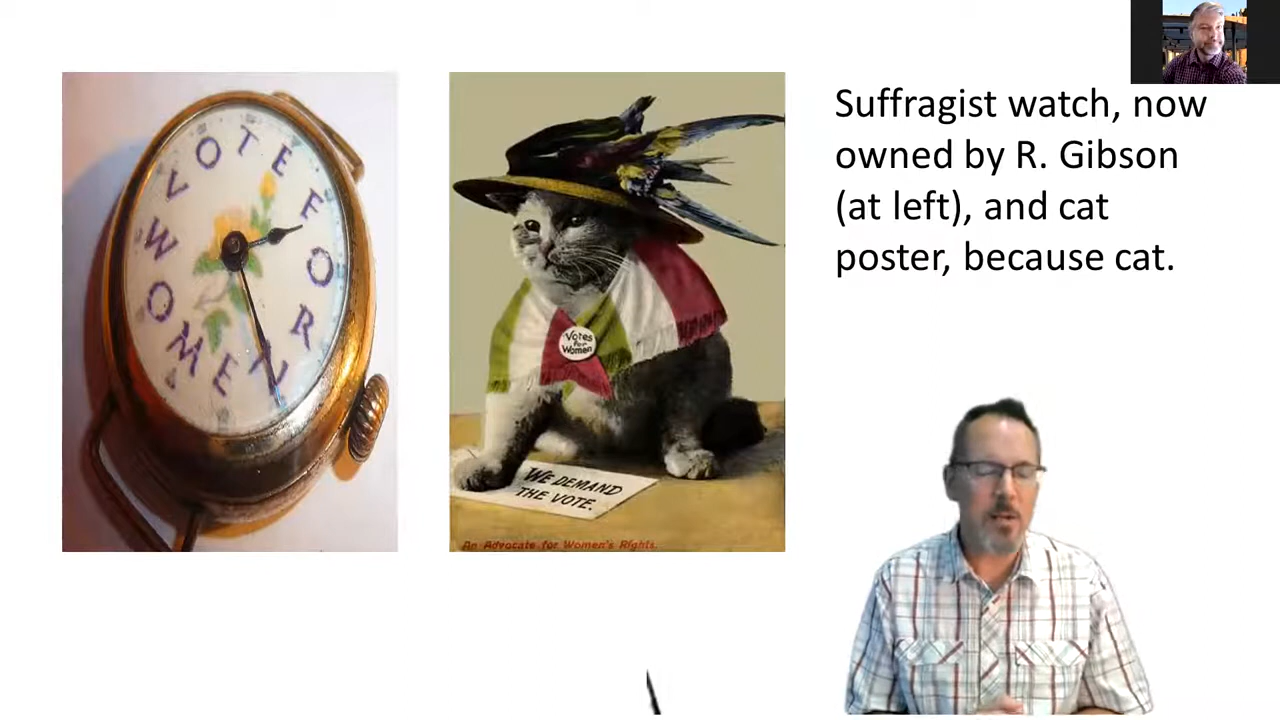 VOTE FOR WOMEN
Votes
for
Women
WE DEMAND
THE VOTE.
An Advocate for Women's Rights.
Suffragist watch, now
owned by R. Gibson
(at left), and cat
poster, because cat.